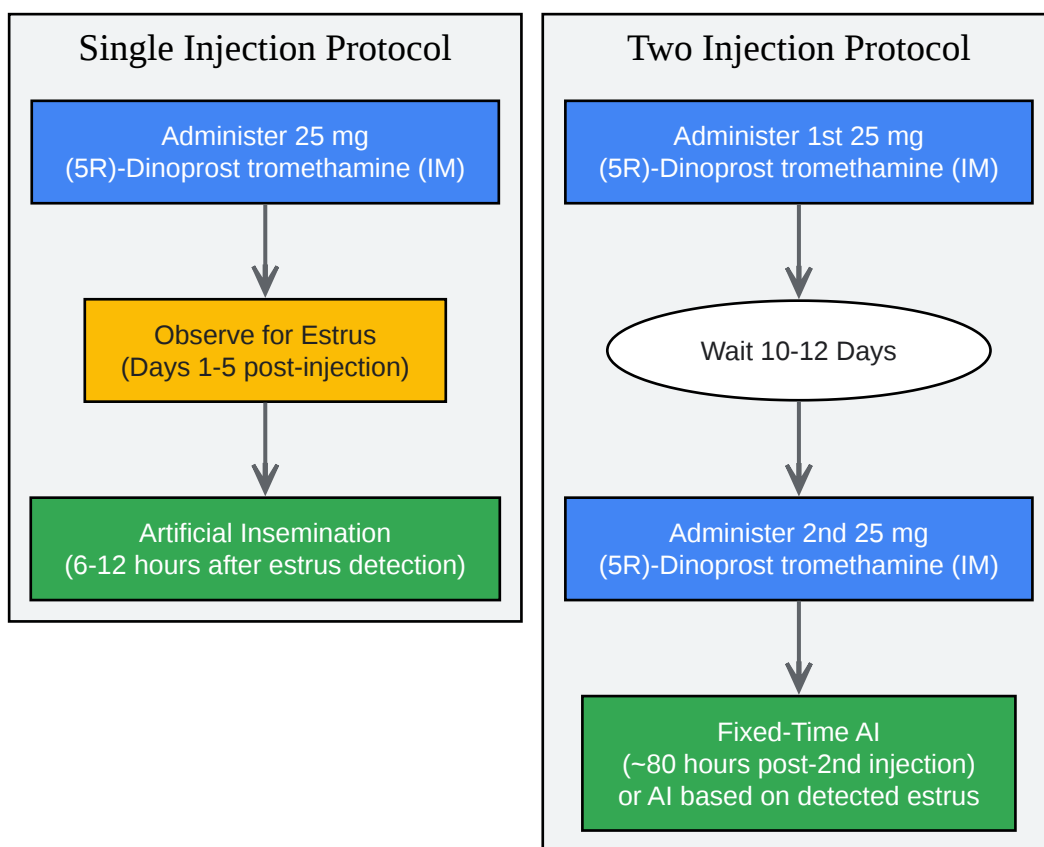 Single Injection Protocol
Administer 25 mg
(5R)-Dinoprost tromethamine (IM)
Observe for Estrus
(Days 1-5 post-injection)
Artificial Insemination
(6-12 hours after estrus detection)
Two Injection Protocol
Administer 1st 25 mg
(5R)-Dinoprost tromethamine (IM)
Wait 10-12 Days
Administer 2nd 25 mg
(5R)-Dinoprost tromethamine (IM)
Fixed-Time AI
(~80 hours post-2nd injection)
or AI based on detected estrus